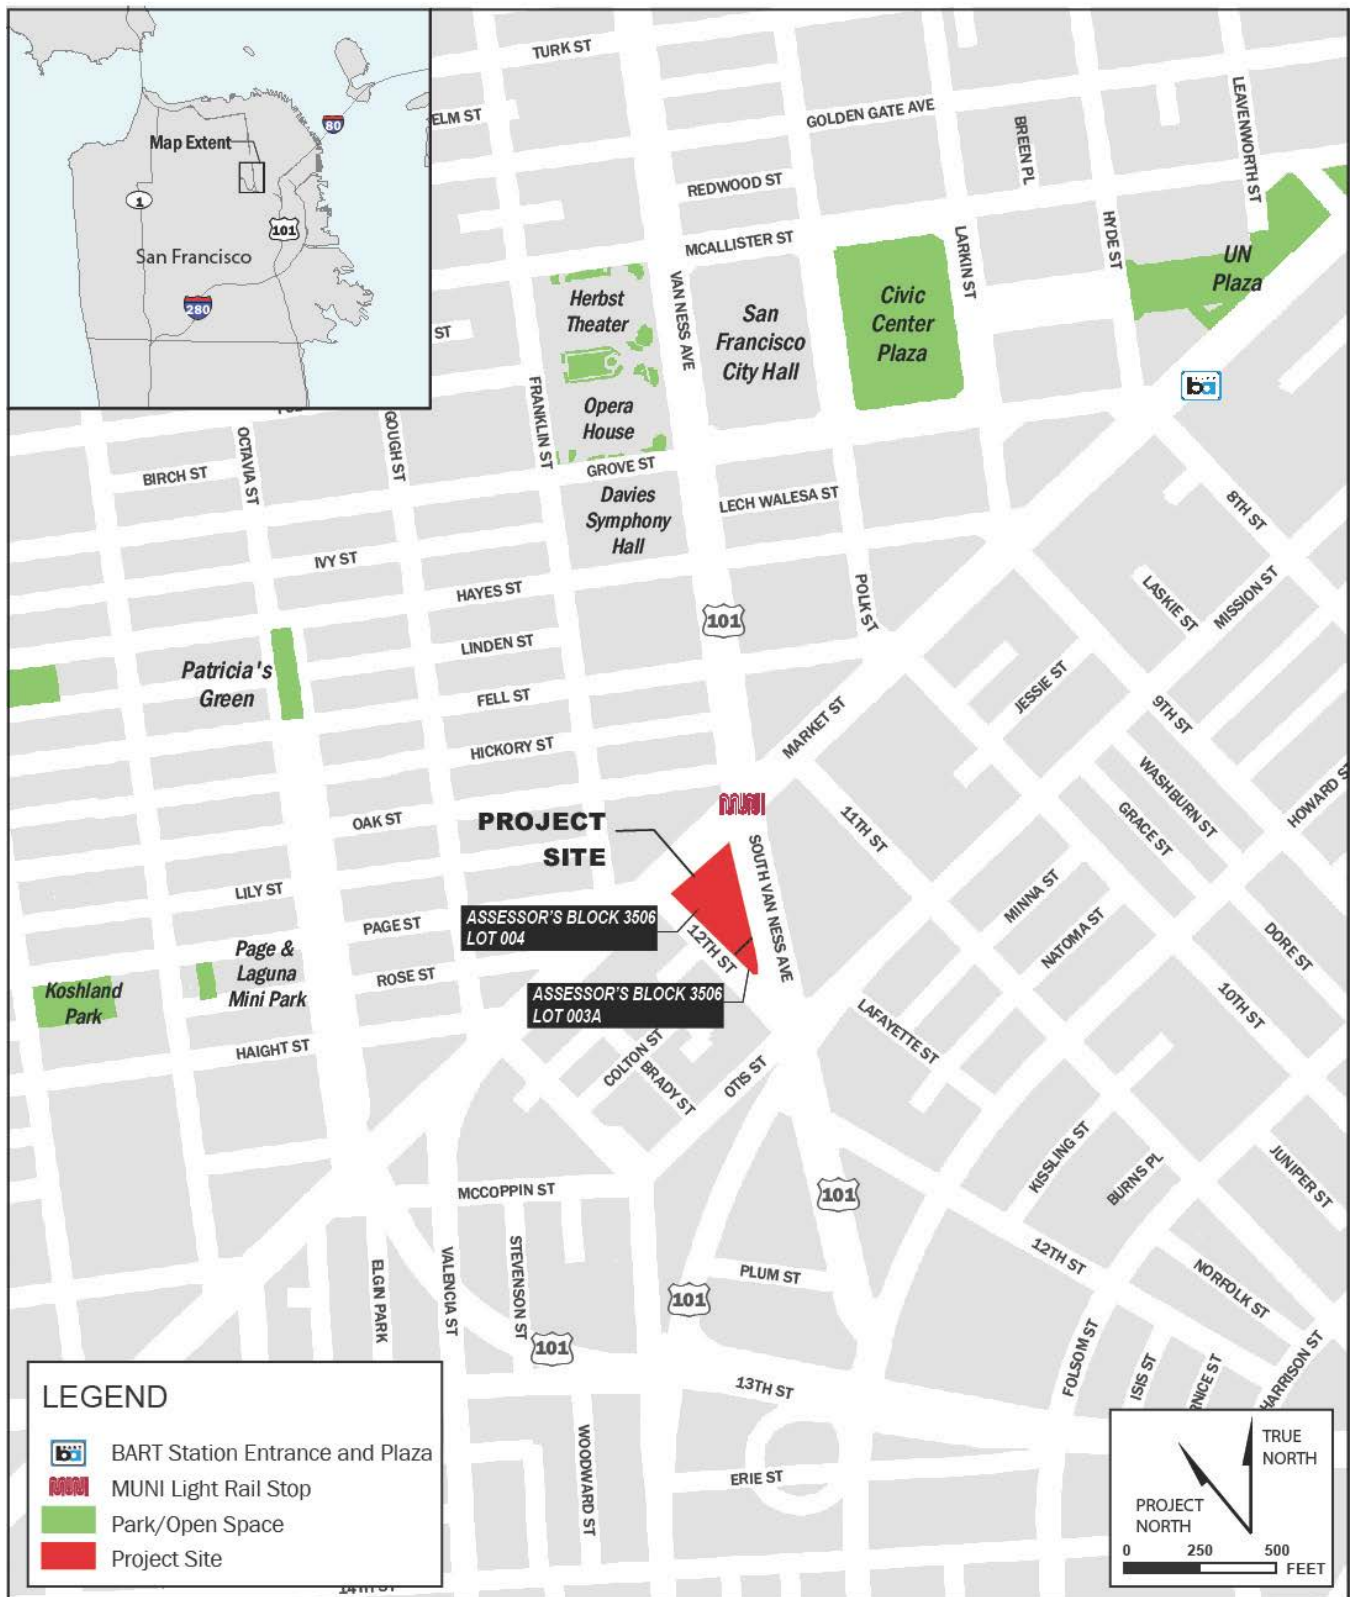 Map Extent
80
1
101
San Francisco
280
TURK ST
ELM ST
GOLDEN GATE AVE
BREEN PL
LEAVENWORTH ST
REDWOOD ST
MCALLISTER ST
LARKIN ST
HYDE ST
UN
Plaza
VAN NESS AVE
Herbst
Theater
San
Francisco
City Hall
Civic
Center
Plaza
ST
FRANKLIN ST
Opera
House
ba
GOUGH ST
OCTAVIA ST
BIRCH ST
GROVE ST
Davies
Symphony
Hall
LECH WALESA ST
8TH ST
IVY ST
HAYES ST
POLK ST
LASKIE ST
MISSION ST
101
LINDEN ST
Patricia's
Green
FELL ST
JESSIE ST
9TH ST
MARKET ST
HICKORY ST
WASHBURN ST
HOWARD ST
GRACE ST
MUNI
11TH ST
OAK ST
PROJECT
SITE
SOUTH VAN NESS AVE
MINNA ST
LILY ST
PAGE ST
ASSESSOR'S BLOCK 3506
LOT 004
12TH ST
NATOMA ST
DORE ST
Page &
Laguna
Mini Park
ROSE ST
Koshland
Park
ASSESSOR'S BLOCK 3506
LOT 003A
10TH ST
LAFAYETTE ST
HAIGHT ST
COLTON ST
BRADY ST
OTIS ST
KISSLING ST
BURNS PL
JUNIPER ST
MCCOPPIN ST
101
12TH ST
NORFOLK ST
ELGIN PARK
VALENCIA ST
STEVENSON ST
PLUM ST
101
101
FOLSOM ST
ISIS ST
RNICE ST
HARRISON ST
13TH ST
WOODWARD ST
ERIE ST
14TH ST
LEGEND
ba BART Station Entrance and Plaza
MUNI MUNI Light Rail Stop
Park/Open Space
Project Site
TRUE
NORTH
PROJECT
NORTH
0 250 500
FEET